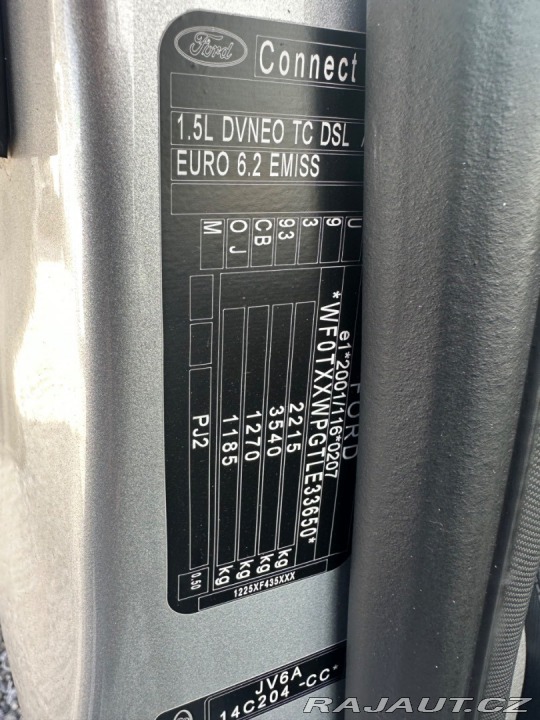 Ford
Connect
1.5L DVNEO TC DSL
EURO 6.2 EMISS
FORD
e1*2001/116*0207
*WF0TXXWPGTLE33650*
2215 kg
3540 kg
1270 kg
1185 kg
U
9
3
93
CB
O J
M
PJ2
0.50
1225XF435XXX
JV6A
14C204 -CC*
RAJAUT.CZ